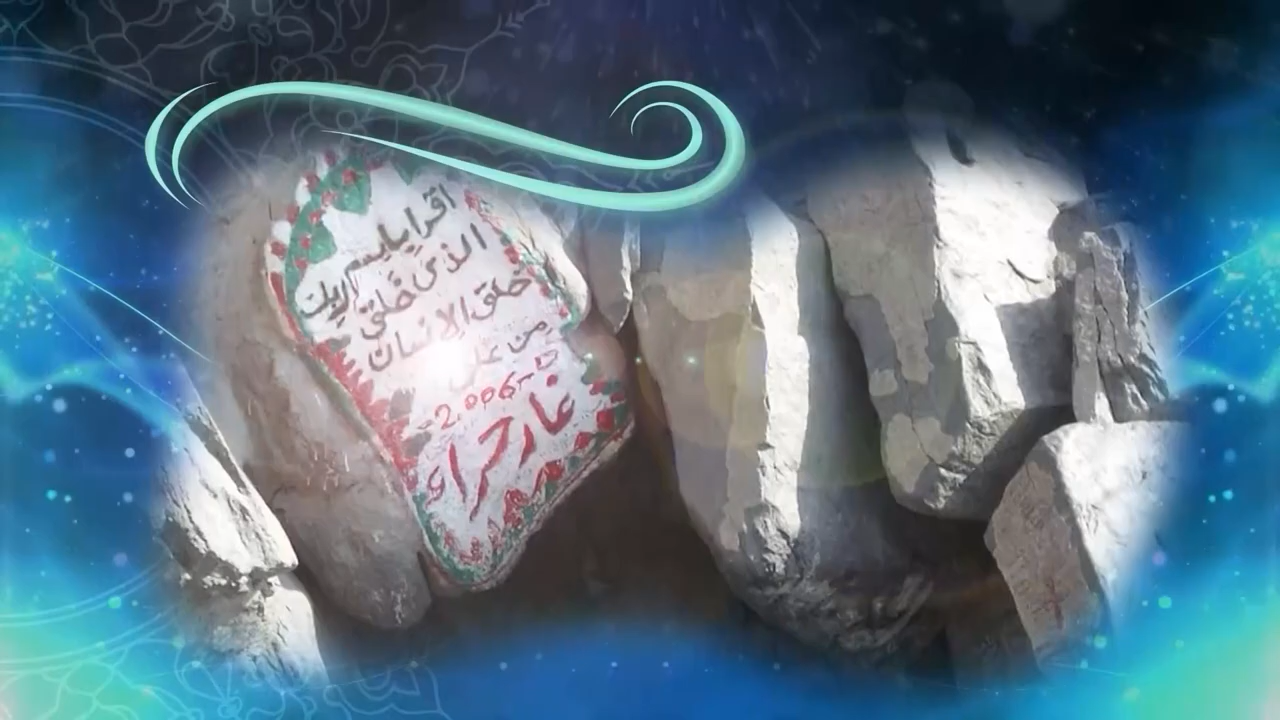 اقرا باسم ربك
الذي خلق
خلق الانسان
من علق
2006
غار حراء